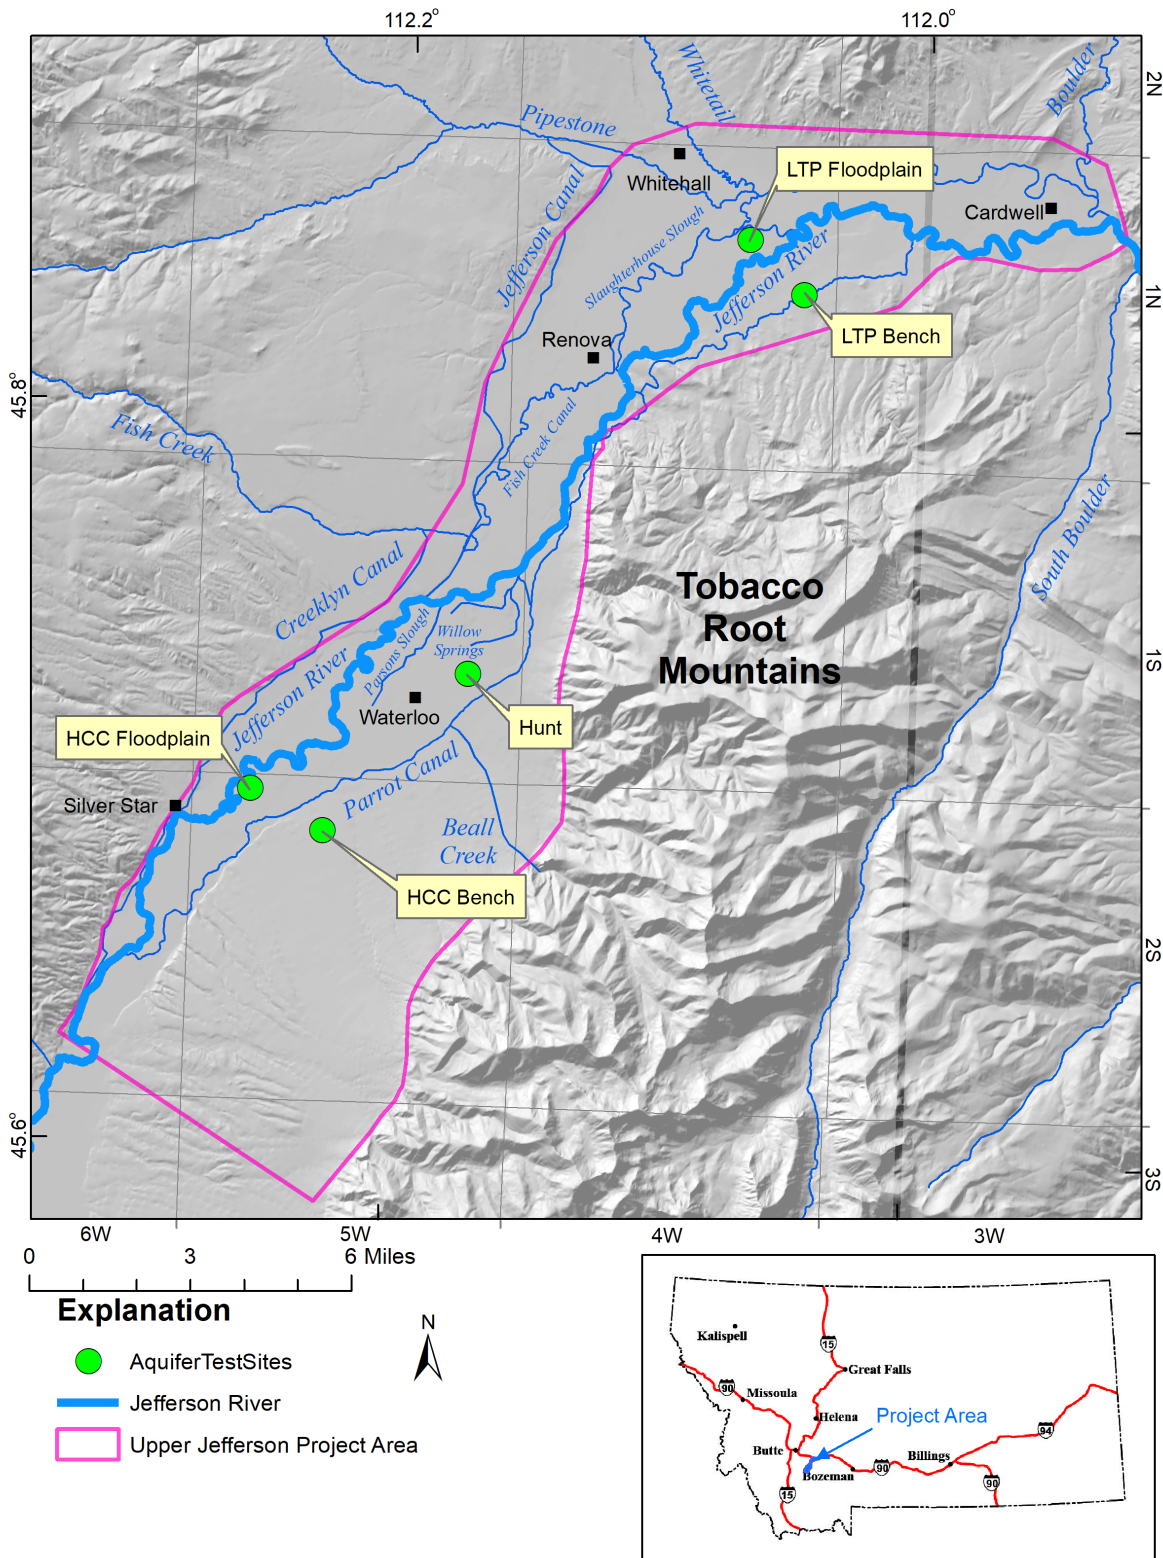 112.2°
112.0°
Whitetail
Boulder
2N
Pipestone
LTP Floodplain
Whitehall
Cardwell
Jefferson Canal
Slaughterhouse Slough
Jefferson River
1N
LTP Bench
Renova
45.8°
Fish Creek
Fish Creek Canal
South Boulder
Creeklyn Canal
Tobacco
Root
Mountains
Parsons Slough
Willow
Springs
1S
Jefferson River
Waterloo
Hunt
HCC Floodplain
Parrot Canal
Silver Star
Beall
Creek
HCC Bench
2S
3S
6W
5W
4W
3W
0
3
6 Miles
Explanation
N
AquiferTestSites
Jefferson River
Upper Jefferson Project Area
Kalispell
15
Great Falls
90
Missoula
Helena
Project Area
94
Butte
Billings
Bozeman
90
15
90